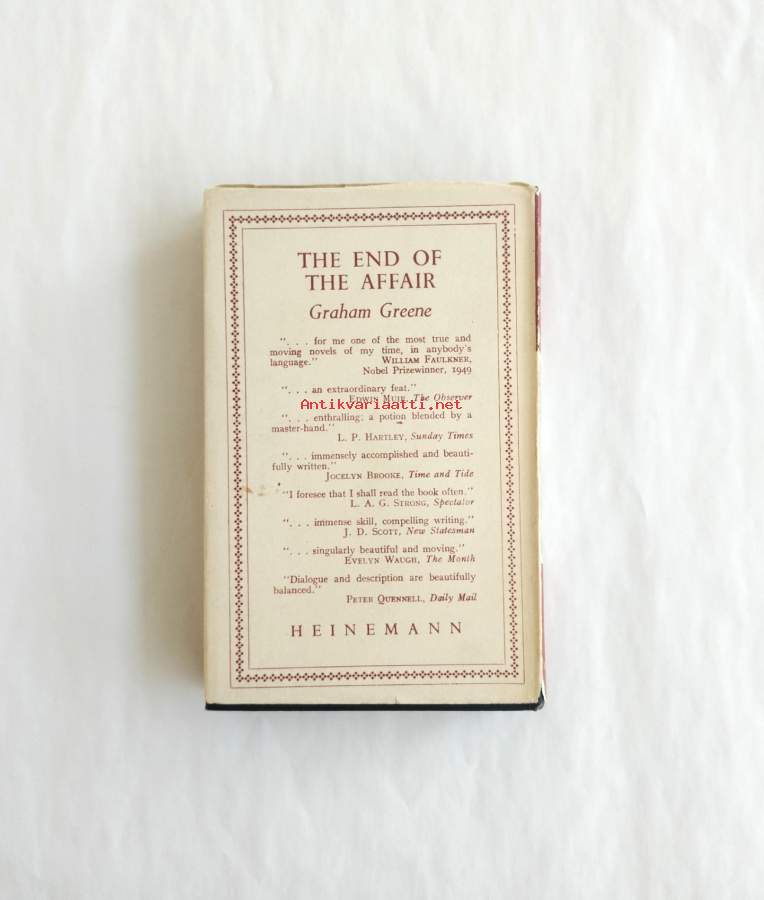 THE END OF
THE AFFAIR
Graham Greene
". . . for me one of the most true and
moving novels of my time, in anybody's
language." WILLIAM FAULKNER,
Nobel Prizewinner, 1949
". . . an extraordinary feat."
EDWIN MUIR, The Observer
Antikvariaatti.net
". . . enthralling; a potion blended by a
master-hand."
L. P. HARTLEY, Sunday Times
". . . immensely accomplished and beauti-
fully written."
JOCELYN BROOKE, Time and Tide
"I foresee that I shall read the book often."
L. A. G. STRONG, Spectator
". . . immense skill, compelling writing."
J. D. SCOTT, New Statesman
". . . singularly beautiful and moving."
EVELYN WAUGH, The Month
"Dialogue and description are beautifully
balanced."
PETER QUENNELL, Daily Mail
HEINEMANN